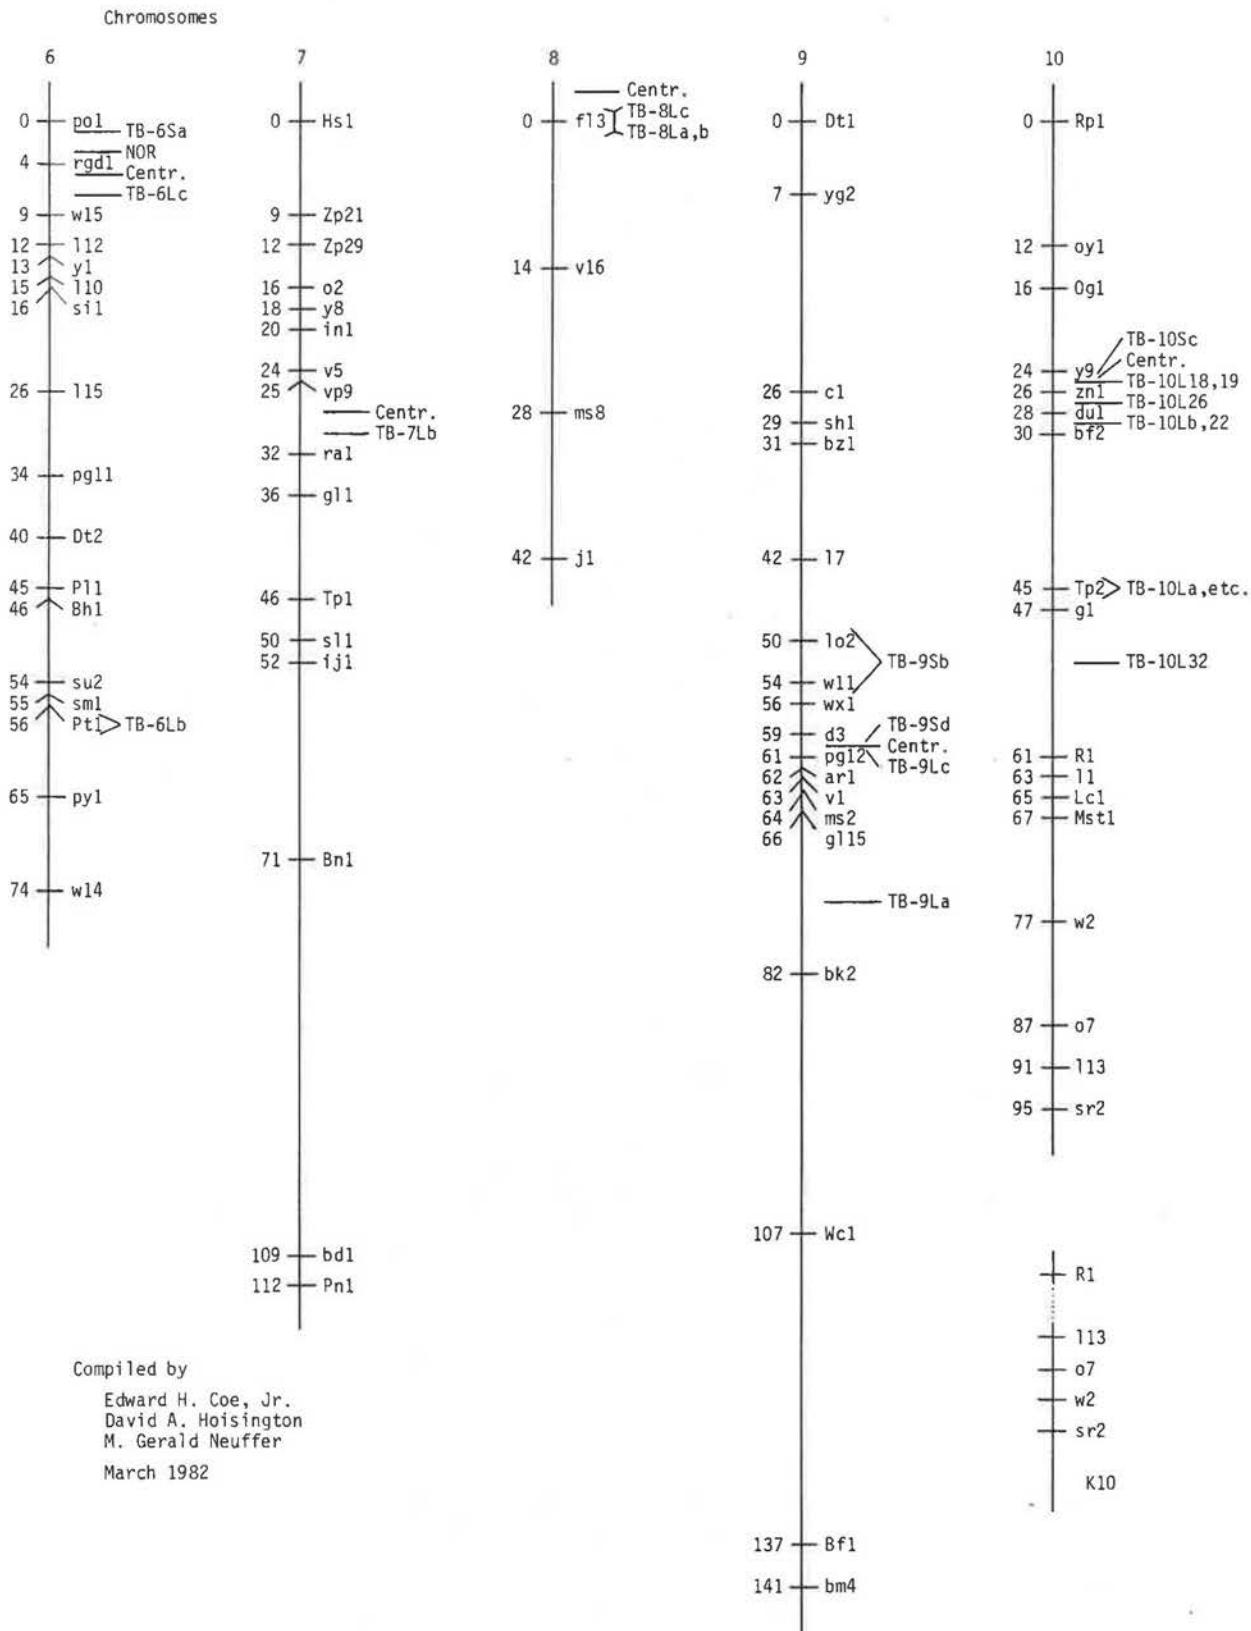 Chromosomes
6
0 po1
TB-6Sa
NOR
4 rgd1
Centr.
TB-6Lc
9 w15
12 l12
13 y1
15 l10
16 si1
26 l15
34 pg11
40 Dt2
45 Pl1
46 Bh1
54 su2
55 sm1
56 Pt1 TB-6Lb
65 py1
74 w14
7
0 Hs1
9 Zp21
12 Zp29
16 o2
18 y8
20 in1
24 v5
25 vp9
Centr.
TB-7Lb
32 ra1
36 gl1
46 Tp1
50 sl1
52 ij1
71 Bn1
109 bd1
112 Pn1
8
Centr.
TB-8Lc
0 fl3
TB-8La,b
14 v16
28 ms8
42 j1
9
0 Dt1
7 yg2
26 c1
29 sh1
31 bz1
42 l7
50 lo2
TB-9Sb
54 w11
56 wx1
TB-9Sd
59 d3
Centr.
61 pg12
TB-9Lc
62 ar1
63 v1
64 ms2
66 gl15
TB-9La
82 bk2
107 Wc1
137 Bf1
141 bm4
10
0 Rp1
12 oy1
16 Og1
TB-10Sc
Centr.
24 y9
TB-10L18,19
26 zn1
TB-10L26
28 du1
TB-10Lb,22
30 bf2
45 Tp2 TB-10La,etc.
47 g1
TB-10L32
61 R1
63 l1
65 Lc1
67 Mst1
77 w2
87 o7
91 l13
95 sr2
R1
l13
o7
w2
sr2
K10
Compiled by
Edward H. Coe, Jr.
David A. Hoisington
M. Gerald Neuffer
March 1982